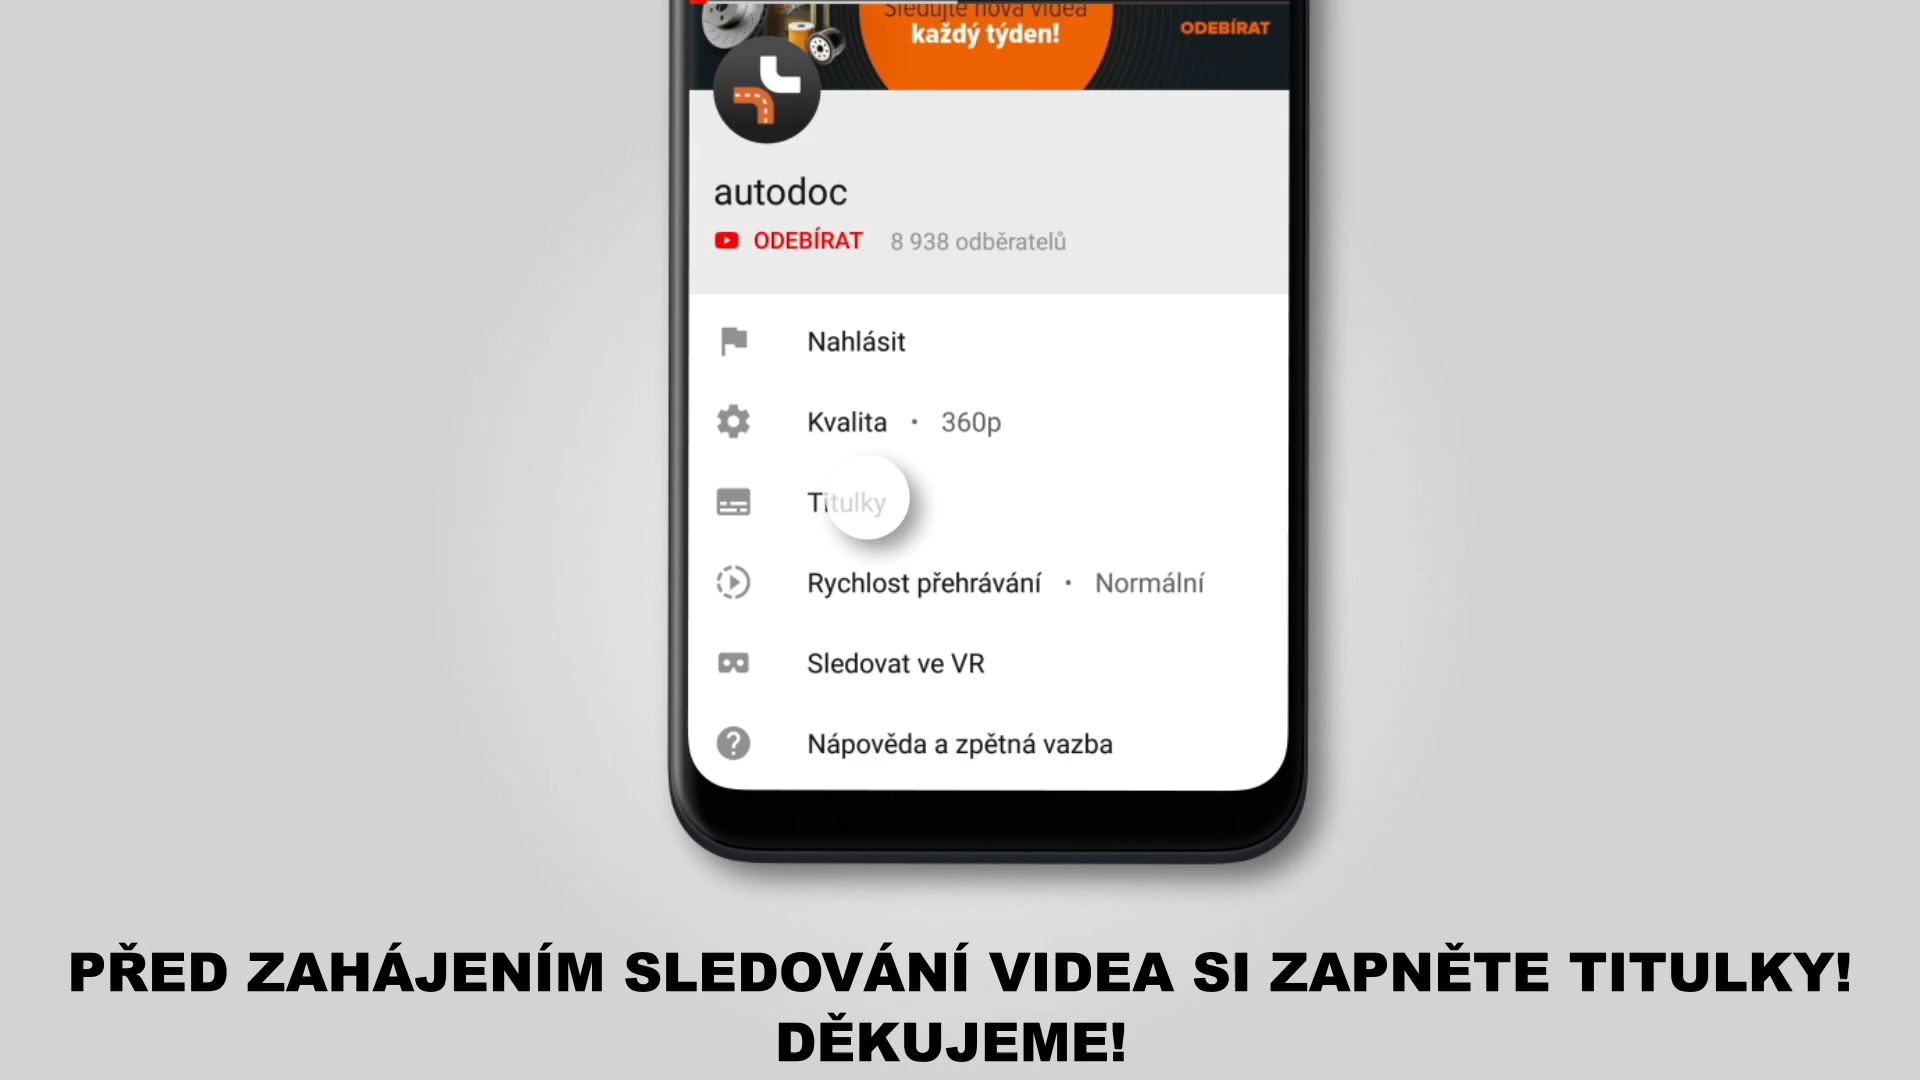 Sledujte nová videa
každý týden!
ODEBÍRAT
autodoc
ODEBÍRAT 8 938 odběratelů
Nahlásit
Kvalita • 360p
Titulky
Rychlost přehrávání • Normální
Sledovat ve VR
Nápověda a zpětná vazba
PŘED ZAHÁJENÍM SLEDOVÁNÍ VIDEA SI ZAPNĚTE TITULKY!
DĚKUJEME!